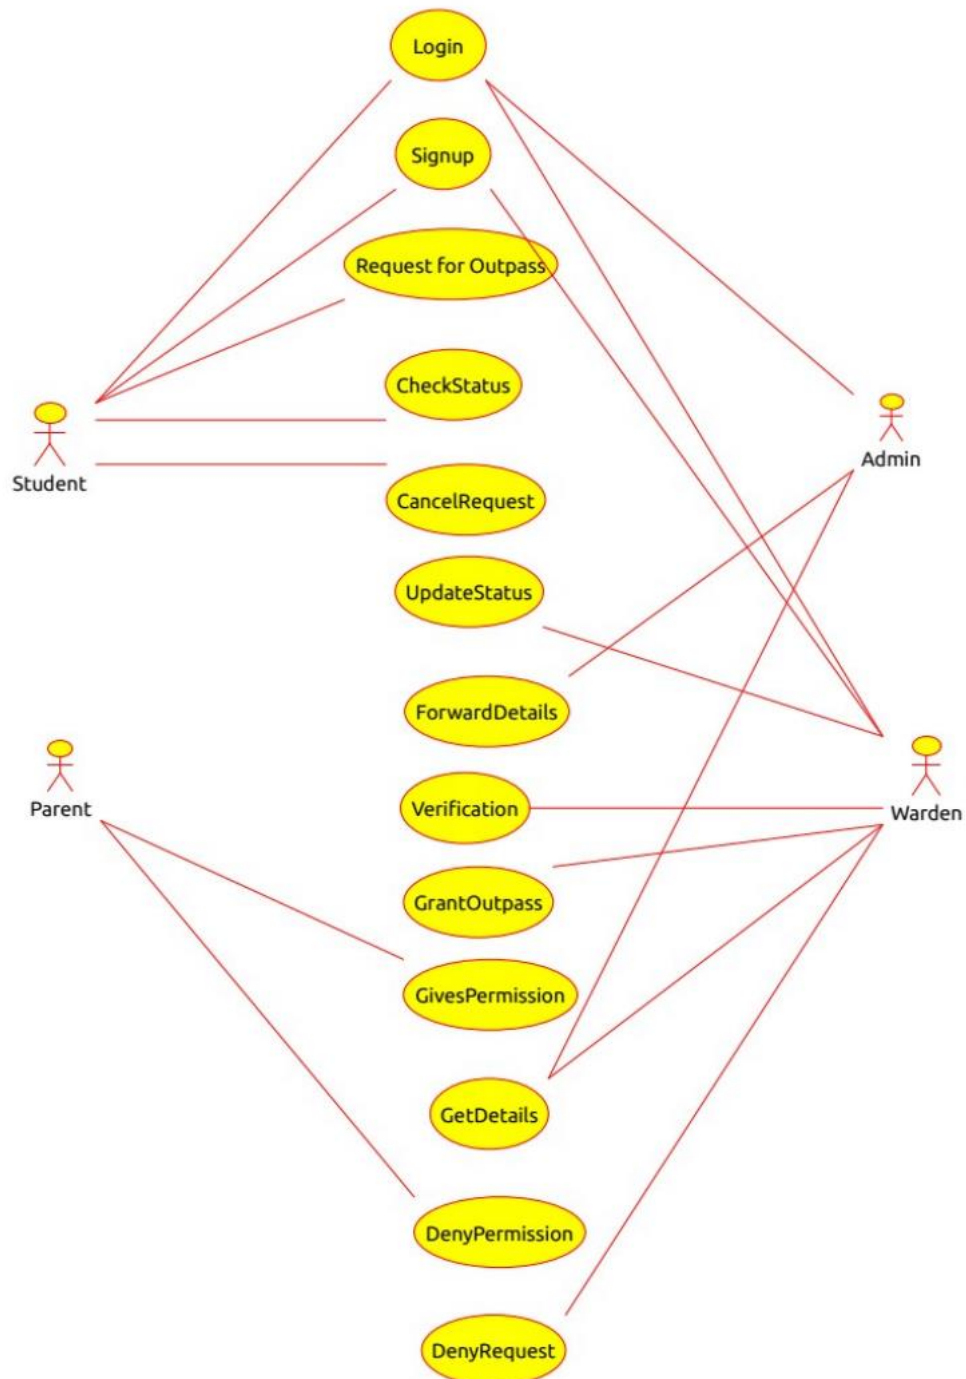 Login
Signup
Request for Outpass
CheckStatus
Admin
Student
CancelRequest
UpdateStatus
ForwardDetails
Parent
Verification
Warden
GrantOutpass
GivesPermission
GetDetails
DenyPermission
DenyRequest